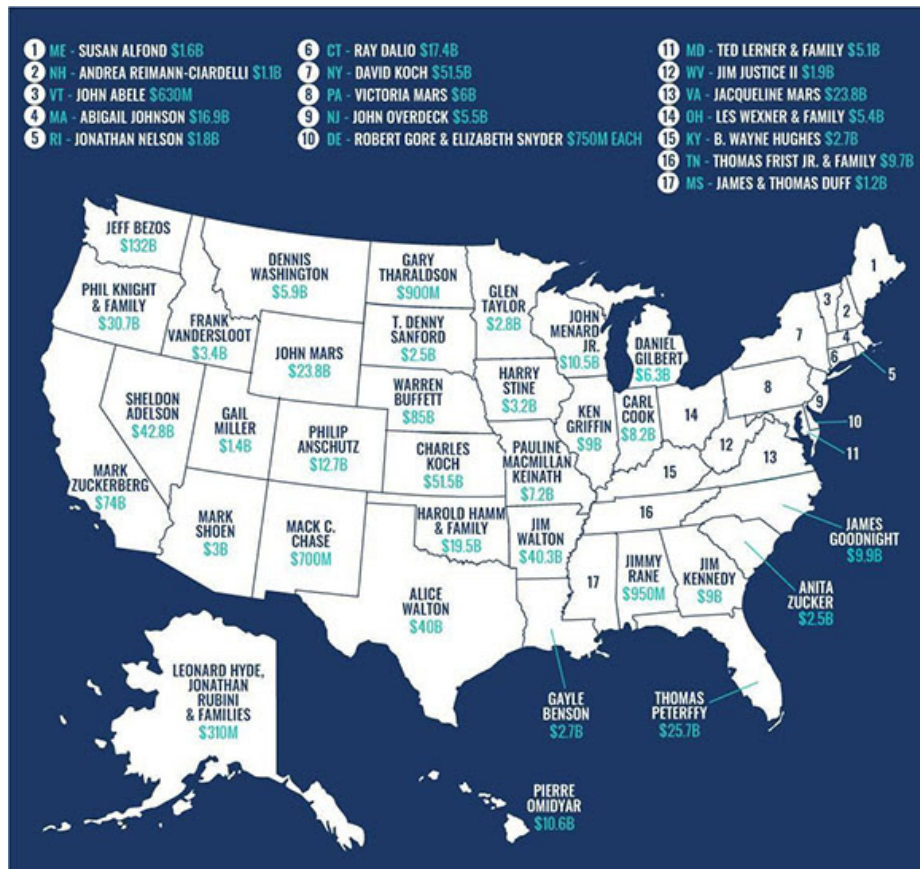 1 ME - SUSAN ALFOND $1.6B
2 NH - ANDREA REIMANN-CIARDELLI $1.1B
3 VT - JOHN ABELE $630M
4 MA - ABIGAIL JOHNSON $16.9B
5 RI - JONATHAN NELSON $1.8B
6 CT - RAY DALIO $17.4B
7 NY - DAVID KOCH $51.5B
8 PA - VICTORIA MARS $6B
9 NJ - JOHN OVERDECK $5.5B
10 DE - ROBERT GORE & ELIZABETH SNYDER $750M EACH
11 MD - TED LERNER & FAMILY $5.1B
12 WV - JIM JUSTICE II $1.9B
13 VA - JACQUELINE MARS $23.8B
14 OH - LES WEXNER & FAMILY $5.4B
15 KY - B. WAYNE HUGHES $2.7B
16 TN - THOMAS FRIST JR. & FAMILY $9.7B
17 MS - JAMES & THOMAS DUFF $1.2B
JEFF BEZOS
$132B
PHIL KNIGHT
& FAMILY
$30.7B
FRANK
VANDERSLOOT
$3.4B
DENNIS
WASHINGTON
$5.9B
GARY
THARALDSON
$900M
GLEN
TAYLOR
$2.8B
JOHN
MENARD
JR.
$10.5B
DANIEL
GILBERT
$6.3B
JOHN MARS
$23.8B
T. DENNY
SANFORD
$2.5B
WARREN
BUFFETT
$85B
HARRY
STINE
$3.2B
KEN
GRIFFIN
$9B
CARL
COOK
$8.2B
SHELDON
ADELSON
$42.8B
GAIL
MILLER
$1.4B
PHILIP
ANSCHUTZ
$12.7B
CHARLES
KOCH
$51.5B
PAULINE
MACMILLAN
KEINATH
$7.2B
MARK
ZUCKERBERG
$74B
MARK
SHOEN
$3B
MACK C.
CHASE
$700M
HAROLD HAMM
& FAMILY
$19.5B
JIM
WALTON
$40.3B
ALICE
WALTON
$40B
JIMMY
RANE
$950M
JIM
KENNEDY
$9B
1
2
3
4
5
6
7
8
9
10
11
12
13
14
15
16
17
JAMES
GOODNIGHT
$9.9B
ANITA
ZUCKER
$2.5B
GAYLE
BENSON
$2.7B
THOMAS
PETERFFY
$25.7B
LEONARD HYDE,
JONATHAN
RUBINI
& FAMILIES
$310M
PIERRE
OMIDYAR
$10.6B